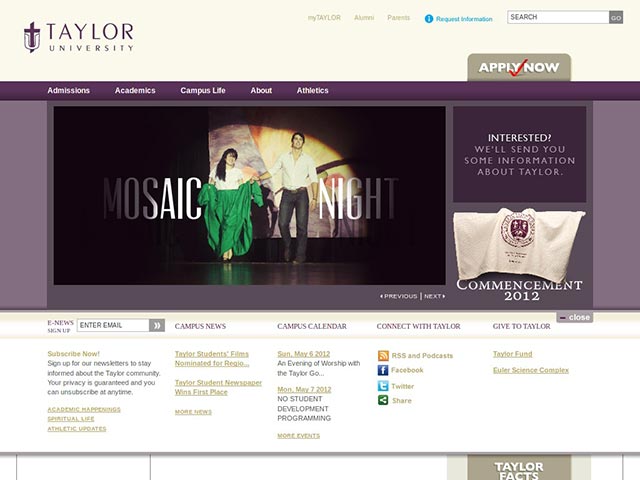 TAYLOR
UNIVERSITY
myTAYLOR Alumni Parents Request Information SEARCH GO
APPLY NOW
Admissions Academics Campus Life About Athletics
MOSAIC NIGHT
INTERESTED?
WE'LL SEND YOU
SOME INFORMATION
ABOUT TAYLOR.
COMMENCEMENT
2012
PREVIOUS | NEXT
close
E-NEWS
SIGN UP
ENTER EMAIL
Subscribe Now!
Sign up for our newsletters to stay
informed about the Taylor community.
Your privacy is guaranteed and you
can unsubscribe at anytime.
ACADEMIC HAPPENINGS
SPIRITUAL LIFE
ATHLETIC UPDATES
CAMPUS NEWS
Taylor Students' Films
Nominated for Regio...
Taylor Student Newspaper
Wins First Place
MORE NEWS
CAMPUS CALENDAR
Sun. May 6 2012
An Evening of Worship with
the Taylor Go...
Mon. May 7 2012
NO STUDENT
DEVELOPMENT
PROGRAMMING
MORE EVENTS
CONNECT WITH TAYLOR
RSS and Podcasts
Facebook
Twitter
Share
GIVE TO TAYLOR
Taylor Fund
Euler Science Complex
TAYLOR
FACTS